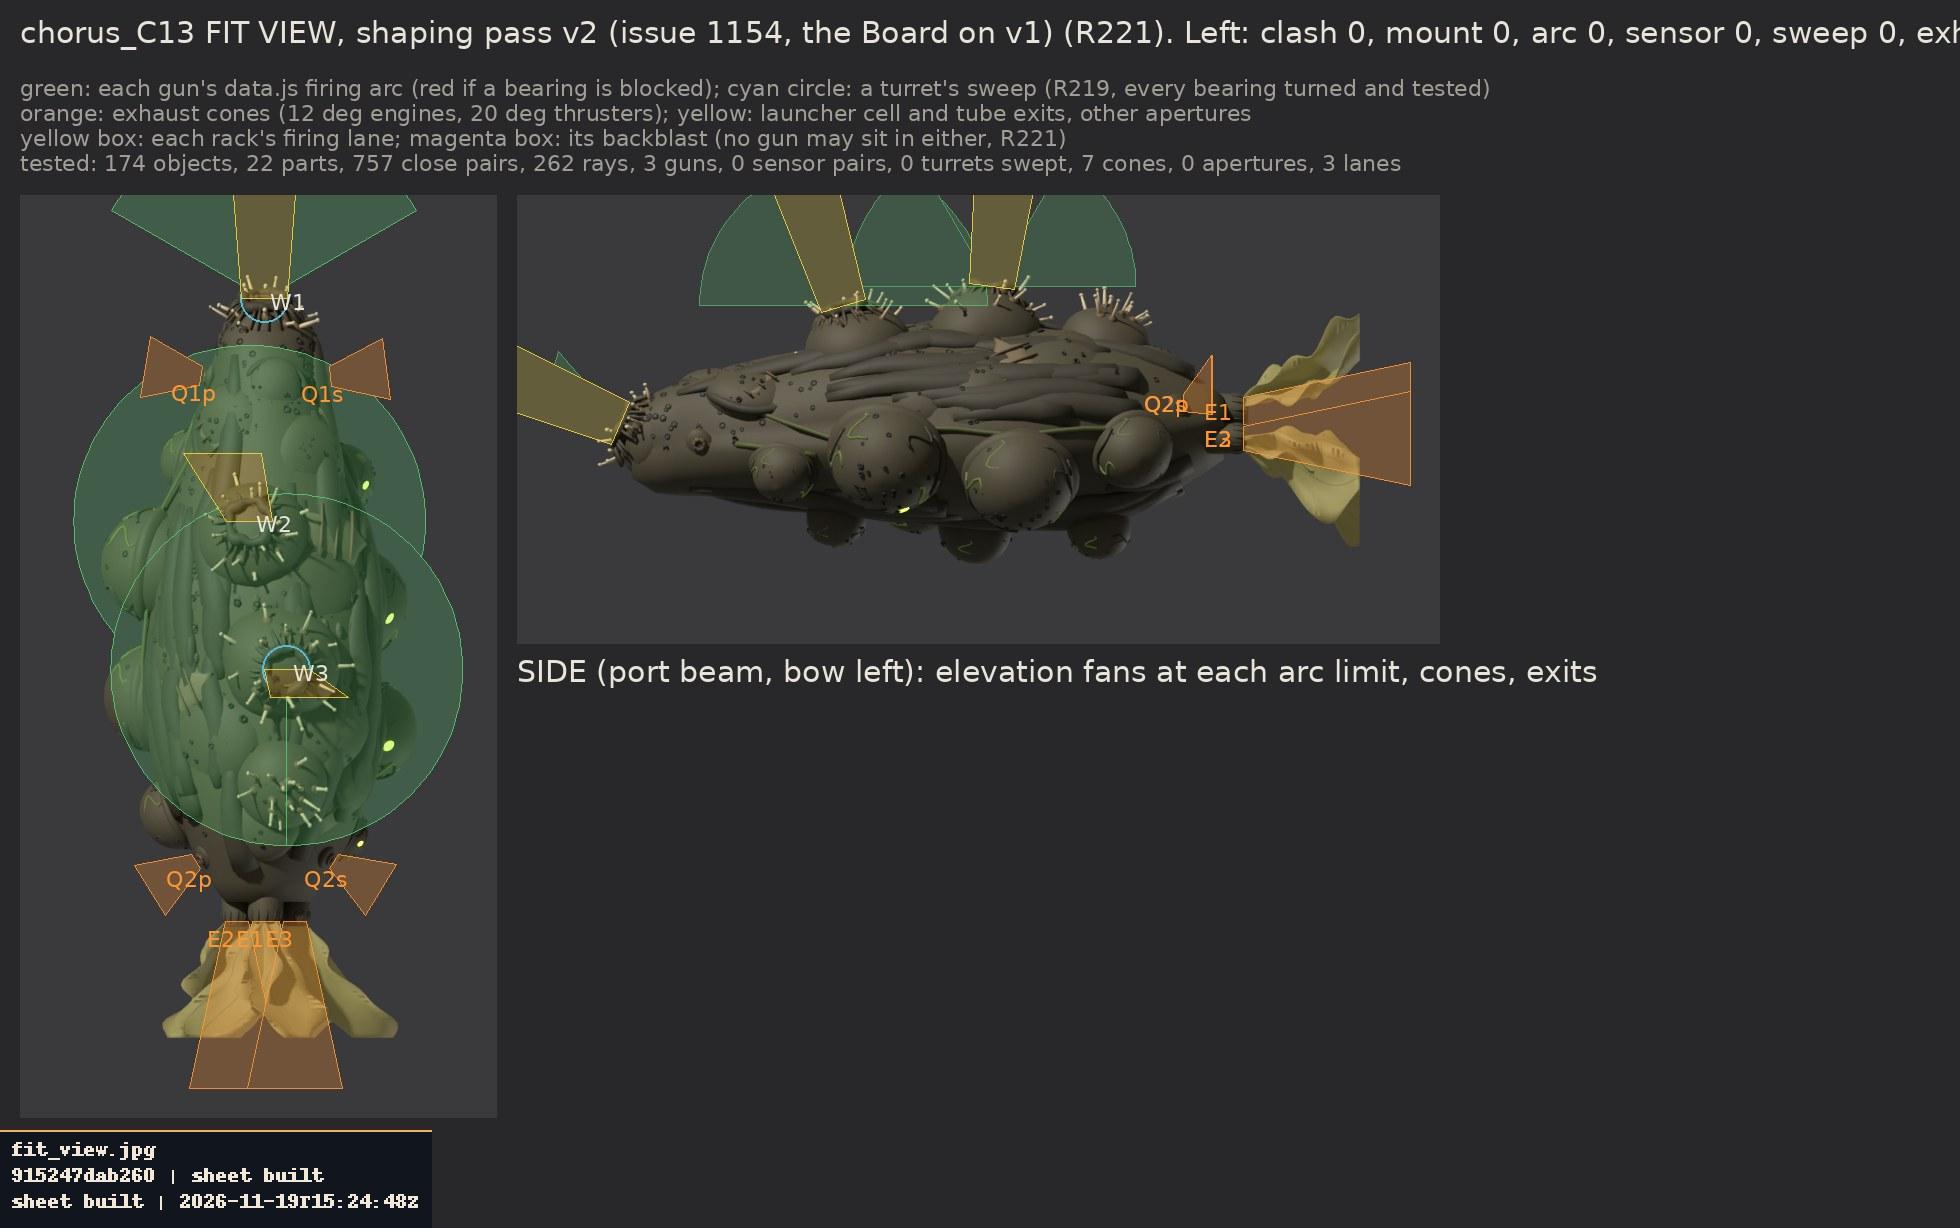 chorus_C13 FIT VIEW, shaping pass v2 (issue 1154, the Board on v1) (R221). Left: clash 0, mount 0, arc 0, sensor 0, sweep 0, exh
green: each gun's data.js firing arc (red if a bearing is blocked); cyan circle: a turret's sweep (R219, every bearing turned and tested)
orange: exhaust cones (12 deg engines, 20 deg thrusters); yellow: launcher cell and tube exits, other apertures
yellow box: each rack's firing lane; magenta box: its backblast (no gun may sit in either, R221)
tested: 174 objects, 22 parts, 757 close pairs, 262 rays, 3 guns, 0 sensor pairs, 0 turrets swept, 7 cones, 0 apertures, 3 lanes
W1
Q1p
Q1s
W2
W3
Q2p
Q2s
E2
E1
E3
Q2p
E1
SIDE (port beam, bow left): elevation fans at each arc limit, cones, exits
fit_view.jpg
915247dab260 | sheet built
sheet built | 2026-11-19T15:24:48Z